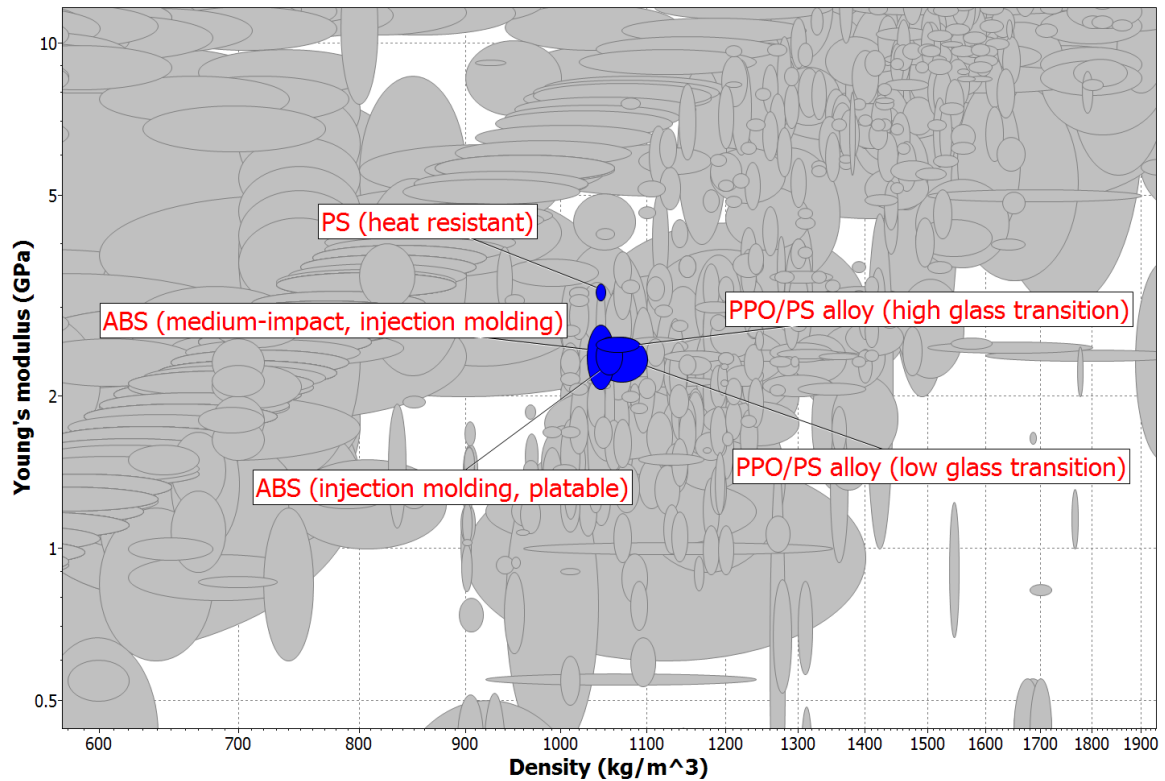 10
5
2
1
0.5
Young's modulus (GPa)
PS (heat resistant)
ABS (medium-impact, injection molding)
PPO/PS alloy (high glass transition)
ABS (injection molding, platable)
PPO/PS alloy (low glass transition)
600 700 800 900 1000 1100 1200 1300 1400 1500 1600 1700 1800 1900
Density (kg/m^3)